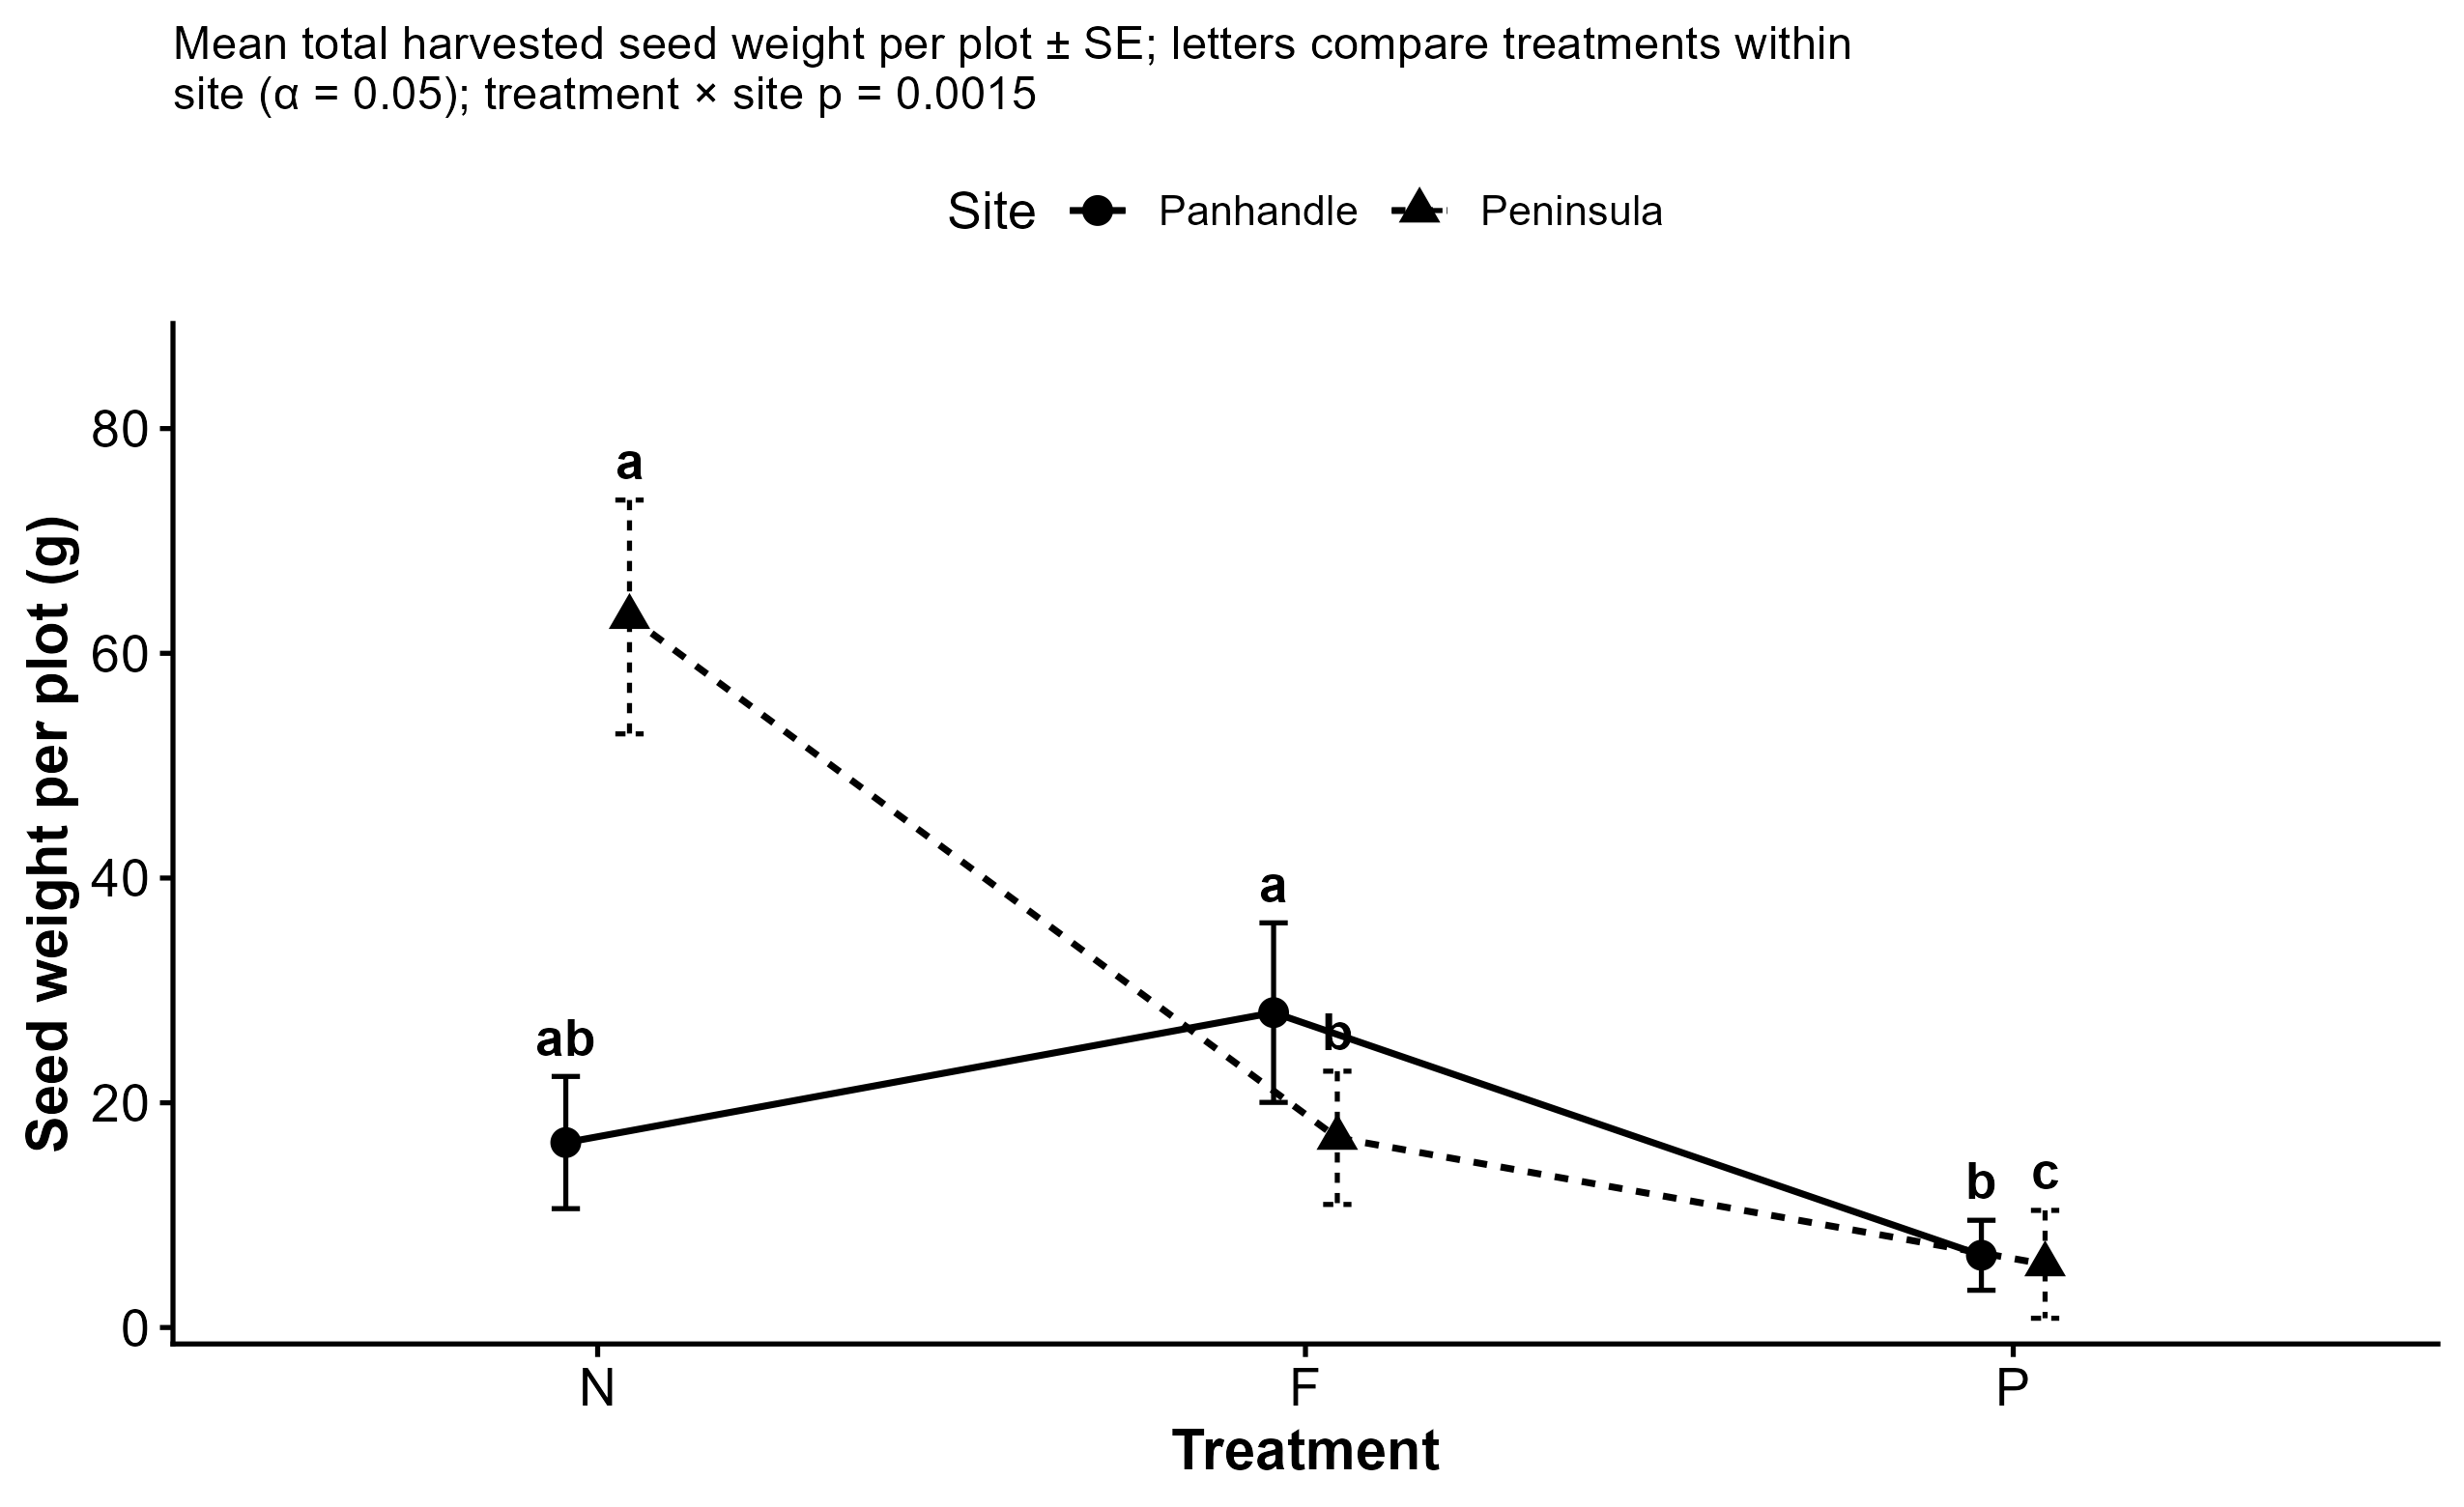 Mean total harvested seed weight per plot ± SE; letters compare treatments within
site (α = 0.05); treatment × site p = 0.0015
Site Panhandle Peninsula
Seed weight per plot (g)
80
60
40
20
0
a
a
ab
b
b c
N F P
Treatment